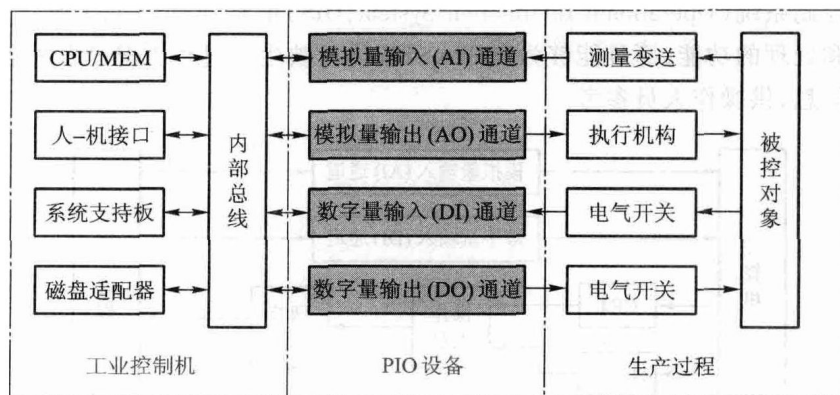 CPU/MEM
人-机接口
系统支持板
磁盘适配器
内部总线
模拟量输入(AI)通道
模拟量输出(AO)通道
数字量输入(DI)通道
数字量输出(DO)通道
测量变送
执行机构
电气开关
电气开关
被控对象
工业控制机
PIO设备
生产过程